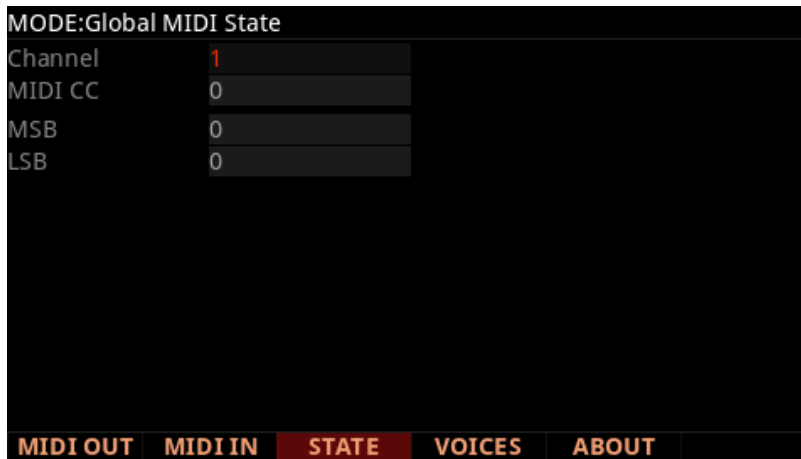 MODE:Global MIDI State
Channel 1
MIDI CC 0
MSB 0
LSB 0
MIDI OUT MIDI IN STATE VOICES ABOUT